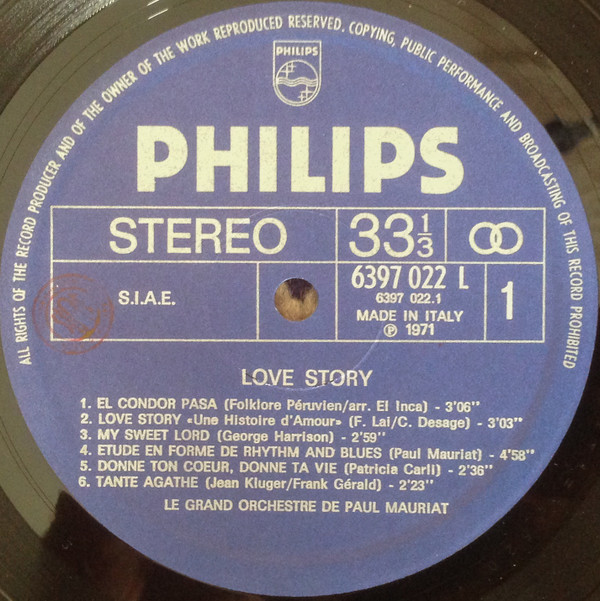 ALL RIGHTS OF THE RECORD PRODUCER AND OF THE OWNER OF THE WORK REPRODUCED RESERVED. COPYING, PUBLIC PERFORMANCE AND BROADCASTING OF THIS RECORD PROHIBITED
PHILIPS
PHILIPS
STEREO
33 1/3
6397 022 L
6397 022.1
S.I.A.E.
MADE IN ITALY
℗ 1971
1
LOVE STORY
1. EL CONDOR PASA (Folklore Péruvien/arr. El Inca) - 3'06''
2. LOVE STORY «Une Histoire d'Amour» (F. Lai/C. Desage) - 3'03''
3. MY SWEET LORD (George Harrison) - 2'59''
4. ETUDE EN FORME DE RHYTHM AND BLUES (Paul Mauriat) - 4'58''
5. DONNE TON COEUR, DONNE TA VIE (Patricia Carli) - 2'36''
6. TANTE AGATHE (Jean Kluger/Frank Gérald) - 2'23''
LE GRAND ORCHESTRE DE PAUL MAURIAT